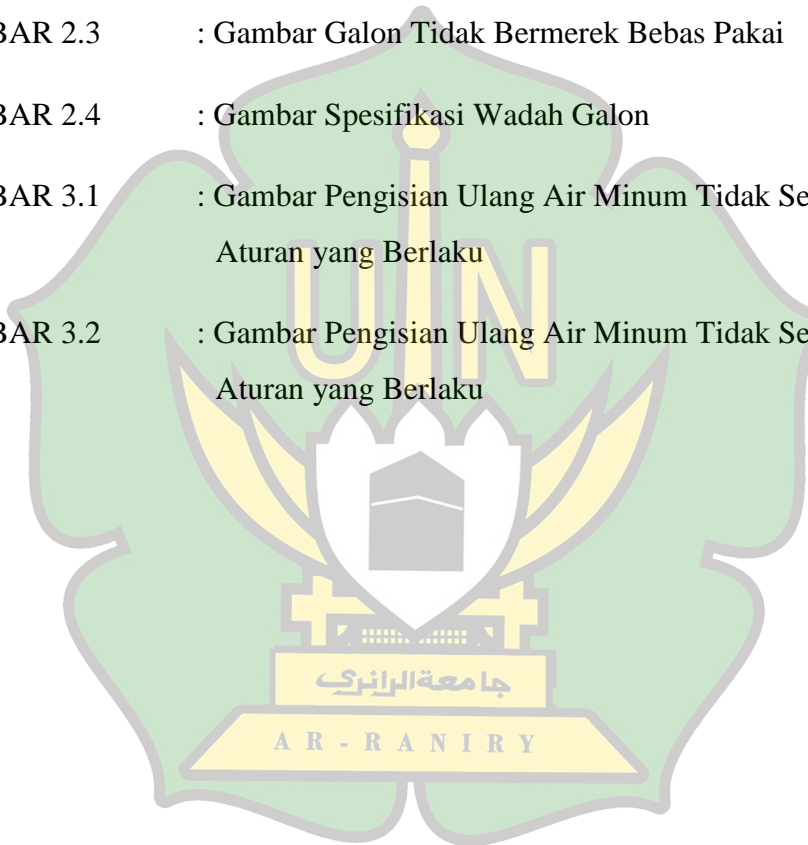 BAR 2.3 : Gambar Galon Tidak Bermerek Bebas Pakai
BAR 2.4 : Gambar Spesifikasi Wadah Galon
BAR 3.1 : Gambar Pengisian Ulang Air Minum Tidak Se
Aturan yang Berlaku
BAR 3.2 : Gambar Pengisian Ulang Air Minum Tidak Se
Aturan yang Berlaku
UIN
جامعةالرانري
AR-RANIRY